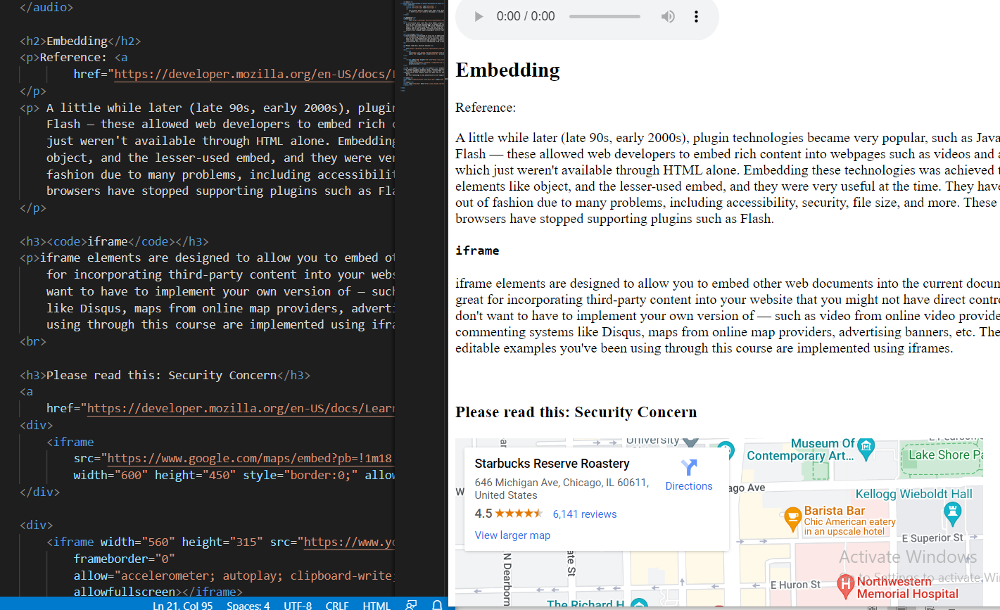 </audio>
<h2>Embedding</h2>
<p>Reference: <a
href="https://developer.mozilla.org/en-US/docs/
</p>
<p> A little while later (late 90s, early 2000s),
Flash — these allowed web developers to embed rich
just weren't available through HTML alone.
object, and the lesser-used embed, and they were
fashion due to many problems, including
browsers have stopped supporting plugins such as
</p>
<h3><code>iframe</code></h3>
<p>iframe elements are designed to allow you to embed
for incorporating third-party content into your
want to have to implement your own version of —
like Disqus, maps from online map providers,
using through this course are implemented using
<br>
<h3>Please read this: Security Concern</h3>
<a
href="https://developer.mozilla.org/en-US/docs/Lear
<div>
<iframe
src="https://www.google.com/maps/embed?pb=!1m18
width="600" height="450" style="border:0;"
</div>
<div>
<iframe width="560" height="315" src="https://www.yo
frameborder="0"
allow="accelerometer; autoplay; clipboard-write;
allowfullscreen></iframe>
Ln 21, Col 95 Spaces: 4 UTF-8 CRLF HTML
0:00 / 0:00
Embedding
Reference:
A little while later (late 90s, early 2000s), plugin technologies became very popular, such as Java
Flash — these allowed web developers to embed rich content into webpages such as videos and
which just weren't available through HTML alone. Embedding these technologies was achieved
elements like object, and the lesser-used embed, and they were very useful at the time. They have
out of fashion due to many problems, including accessibility, security, file size, and more. These
browsers have stopped supporting plugins such as Flash.
iframe
iframe elements are designed to allow you to embed other web documents into the current
great for incorporating third-party content into your website that you might not have direct
don't want to have to implement your own version of — such as video from online video
commenting systems like Disqus, maps from online map providers, advertising banners, etc.
editable examples you've been using through this course are implemented using iframes.
Please read this: Security Concern
Starbucks Reserve Roastery
646 Michigan Ave, Chicago, IL 60611,
United States
4.5 6,141 reviews
View larger map
Directions
University
Museum Of
Contemporary Art...
E Pearson
Lake Shore Pa
ago Ave
Kellogg Wieboldt Hall
Barista Bar
Chic American eatery
in an upscale hotel
E Superior St
N Dearborn
ate St
E Huron St
Northwestern
Memorial Hospital
The Richard H
Activate Windows
Go to Settings to activate Wi